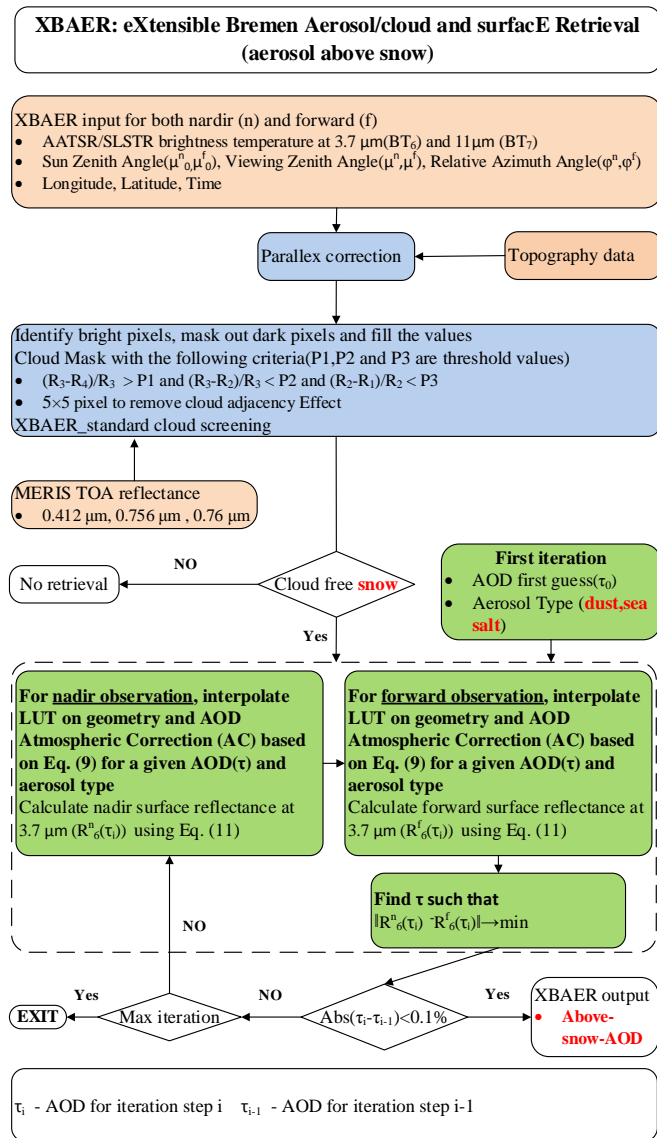 XBAER: eXtensible Bremen Aerosol/cloud and surfacE Retrieval
(aerosol above snow)
XBAER input for both nardir (n) and forward (f)
• AATSR/SLSTR brightness temperature at 3.7 μm(BT₆) and 11μm (BT₇)
• Sun Zenith Angle(μⁿ₀,μᶠ₀), Viewing Zenith Angle(μⁿ,μᶠ), Relative Azimuth Angle(φⁿ,φᶠ)
• Longitude, Latitude, Time
Parallex correction
Topography data
Identify bright pixels, mask out dark pixels and fill the values
Cloud Mask with the following criteria(P1,P2 and P3 are threshold values)
• (R₃-R₄)/R₃ > P1 and (R₃-R₂)/R₃ < P2 and (R₂-R₁)/R₂ < P3
• 5×5 pixel to remove cloud adjacency Effect
XBAER_standard cloud screening
MERIS TOA reflectance
• 0.412 μm, 0.756 μm , 0.76 μm
No retrieval
NO
Cloud free snow
Yes
First iteration
• AOD first guess(τ₀)
• Aerosol Type (dust,sea
salt)
For nadir observation, interpolate
LUT on geometry and AOD
Atmospheric Correction (AC) based
on Eq. (9) for a given AOD(τ) and
aerosol type
Calculate nadir surface reflectance at
3.7 μm (Rⁿ₆(τᵢ)) using Eq. (11)
For forward observation, interpolate
LUT on geometry and AOD
Atmospheric Correction (AC) based
on Eq. (9) for a given AOD(τ) and
aerosol type
Calculate forward surface reflectance at
3.7 μm (Rᶠ₆(τᵢ)) using Eq. (11)
Find τ such that
‖Rⁿ₆(τᵢ) -Rᶠ₆(τᵢ)‖→min
NO
EXIT
Yes
Max iteration
NO
Abs(τᵢ-τᵢ₋₁)<0.1%
Yes
XBAER output
• Above-
snow-AOD
τᵢ - AOD for iteration step i τᵢ₋₁ - AOD for iteration step i-1